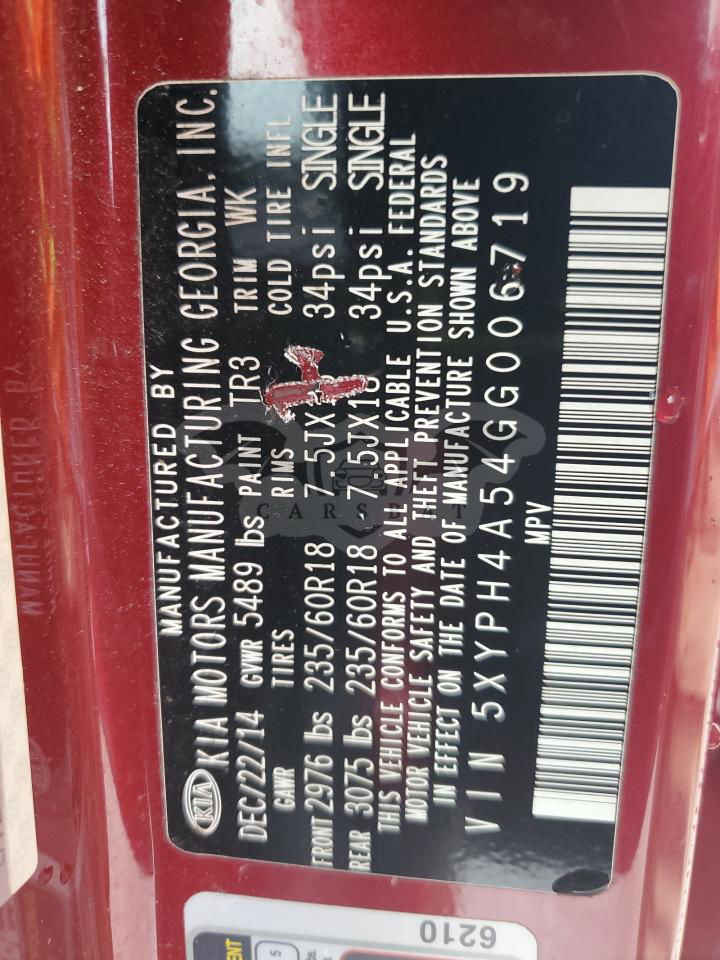 MANUFACTURED BY
KIA KIA MOTORS MANUFACTURING GEORGIA, INC.
DEC/22/14 GVWR 5489 lbs PAINT TR3 TRIM WK
GAWR TIRES RIMS COLD TIRE INFL
FRONT 2976 lbs 235/60R18 34psi SINGLE
REAR 3075 lbs 235/60R18 7.5JX18 34psi SINGLE
THIS VEHICLE CONFORMS TO ALL APPLICABLE U.S.A. FEDERAL
MOTOR VEHICLE SAFETY AND THEFT PREVENTION STANDARDS
IN EFFECT ON THE DATE OF MANUFACTURE SHOWN ABOVE
VIN 5XYPH4A54GG006719
MPV
CARSBAT
6210
5